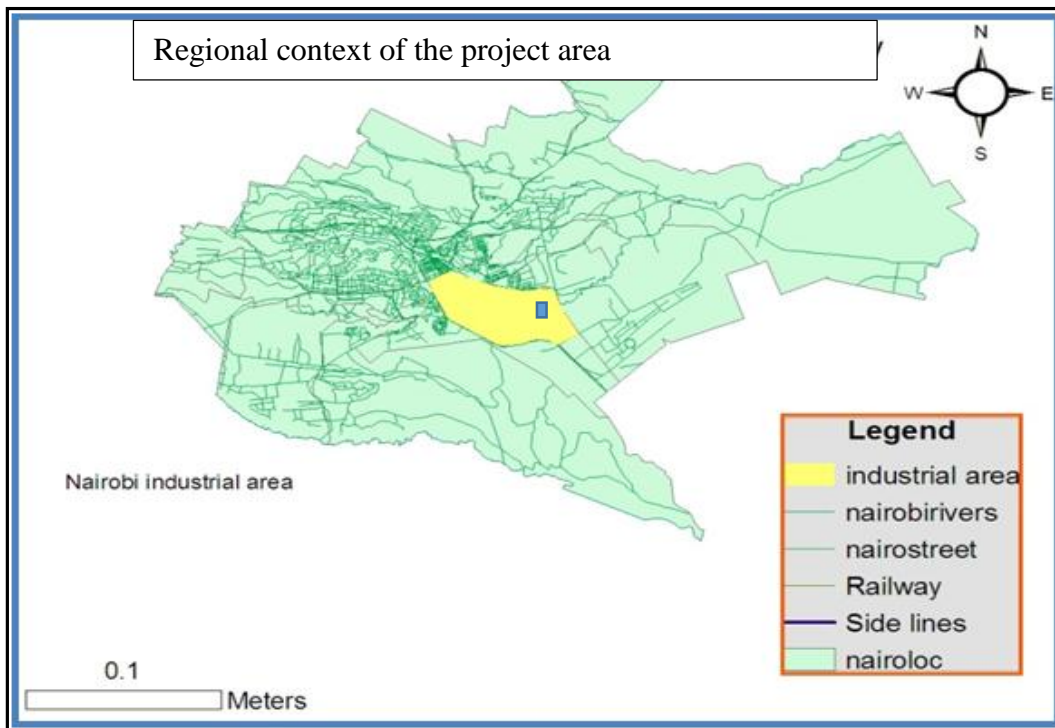 Regional context of the project area
N
W
E
S
Nairobi industrial area
Legend
industrial area
nairobirivers
nairostreet
Railway
Side lines
nairoloc
0.1
Meters